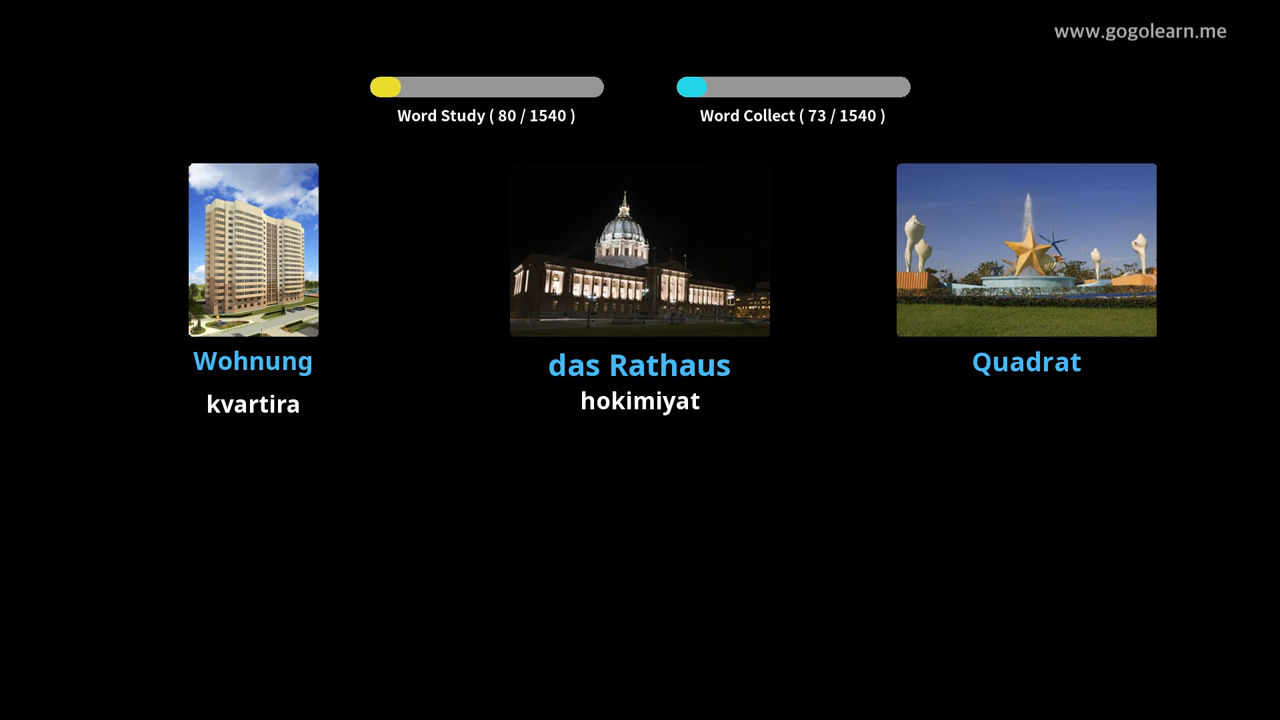 www.gogolearn.me
Word Study ( 80 / 1540 )
Word Collect ( 73 / 1540 )
Wohnung
kvartira
das Rathaus
hokimiyat
Quadrat